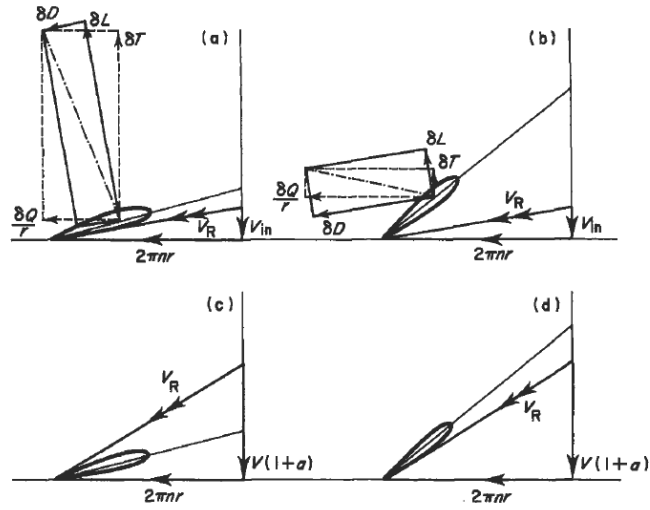 δD
δL
δT
(a)
δQ
r
V_R
V_in
2πnr
(b)
δL
δT
δQ
r
δD
V_R
V_in
2πnr
(c)
V_R
V(1+a)
2πnr
(d)
V_R
V(1+a)
2πnr